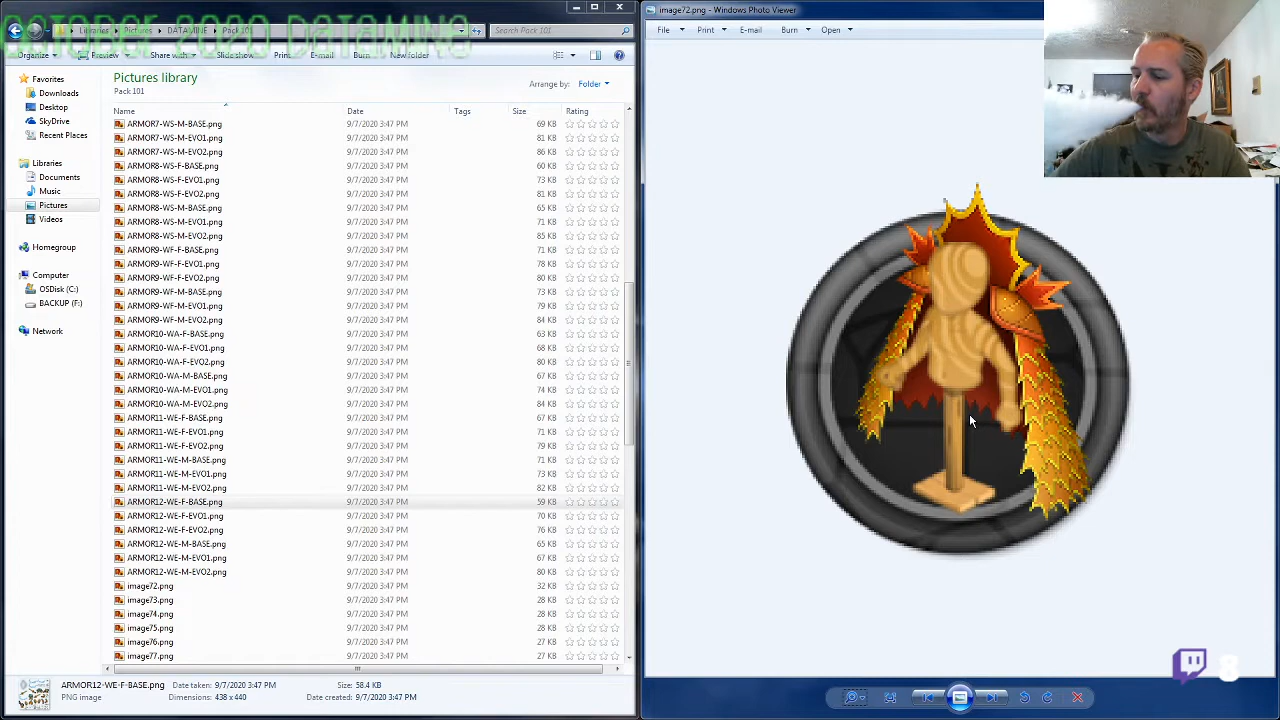 Libraries ▸ Pictures ▸ DATAMINE ▸ Pack 101
Search Pack 101
Organize
Share with
Slide show
Print
E-mail
Burn
New folder
Pictures library
Pack 101
Arrange by:
Folder
Name
Date
Tags
Size
Rating
Favorites
Downloads
Desktop
SkyDrive
Recent Places
Libraries
Documents
Music
Pictures
Videos
Homegroup
Computer
OSDisk (C:)
BACKUP (F:)
Network
ARMOR7-WS-M-BASE.png 9/7/2020 3:47 PM 69 KB
ARMOR7-WS-M-EVO1.png 9/7/2020 3:47 PM 81 KB
ARMOR7-WS-M-EVO2.png 9/7/2020 3:47 PM 86 KB
ARMOR8-WS-F-BASE.png 9/7/2020 3:47 PM 60 KB
ARMOR8-WS-F-EVO1.png 9/7/2020 3:47 PM 73 KB
ARMOR8-WS-F-EVO2.png 9/7/2020 3:47 PM 81 KB
ARMOR8-WS-M-BASE.png 9/7/2020 3:47 PM 65 KB
ARMOR8-WS-M-EVO1.png 9/7/2020 3:47 PM 71 KB
ARMOR8-WS-M-EVO2.png 9/7/2020 3:47 PM 85 KB
ARMOR9-WF-F-BASE.png 9/7/2020 3:47 PM 71 KB
ARMOR9-WF-F-EVO1.png 9/7/2020 3:47 PM 78 KB
ARMOR9-WF-F-EVO2.png 9/7/2020 3:47 PM 80 KB
ARMOR9-WF-M-BASE.png 9/7/2020 3:47 PM 73 KB
ARMOR9-WF-M-EVO1.png 9/7/2020 3:47 PM 79 KB
ARMOR9-WF-M-EVO2.png 9/7/2020 3:47 PM 84 KB
ARMOR10-WA-F-BASE.png 9/7/2020 3:47 PM 63 KB
ARMOR10-WA-F-EVO1.png 9/7/2020 3:47 PM 68 KB
ARMOR10-WA-F-EVO2.png 9/7/2020 3:47 PM 80 KB
ARMOR10-WA-M-BASE.png 9/7/2020 3:47 PM 67 KB
ARMOR10-WA-M-EVO1.png 9/7/2020 3:47 PM 74 KB
ARMOR10-WA-M-EVO2.png 9/7/2020 3:47 PM 84 KB
ARMOR11-WE-F-BASE.png 9/7/2020 3:47 PM 67 KB
ARMOR11-WE-F-EVO1.png 9/7/2020 3:47 PM 71 KB
ARMOR11-WE-F-EVO2.png 9/7/2020 3:47 PM 79 KB
ARMOR11-WE-M-BASE.png 9/7/2020 3:47 PM 71 KB
ARMOR11-WE-M-EVO1.png 9/7/2020 3:47 PM 73 KB
ARMOR11-WE-M-EVO2.png 9/7/2020 3:47 PM 82 KB
ARMOR12-WE-F-BASE.png 9/7/2020 3:47 PM 59 KB
ARMOR12-WE-F-EVO1.png 9/7/2020 3:47 PM 70 KB
ARMOR12-WE-F-EVO2.png 9/7/2020 3:47 PM 76 KB
ARMOR12-WE-M-BASE.png 9/7/2020 3:47 PM 65 KB
ARMOR12-WE-M-EVO1.png 9/7/2020 3:47 PM 67 KB
ARMOR12-WE-M-EVO2.png 9/7/2020 3:47 PM 80 KB
image72.png 9/7/2020 3:47 PM 32 KB
image73.png 9/7/2020 3:47 PM 28 KB
image74.png 9/7/2020 3:47 PM 28 KB
image75.png 9/7/2020 3:47 PM 28 KB
image76.png 9/7/2020 3:47 PM 27 KB
image77.png 9/7/2020 3:47 PM 27 KB
ARMOR12-WE-F-BASE.png Date taken: 9/7/2020 3:47 PM Size: 58.4 KB
PNG image Dimensions: 438 x 440 Date created: 9/7/2020 3:47 PM
image72.png - Windows Photo Viewer
File
Print
E-mail
Burn
Open
8